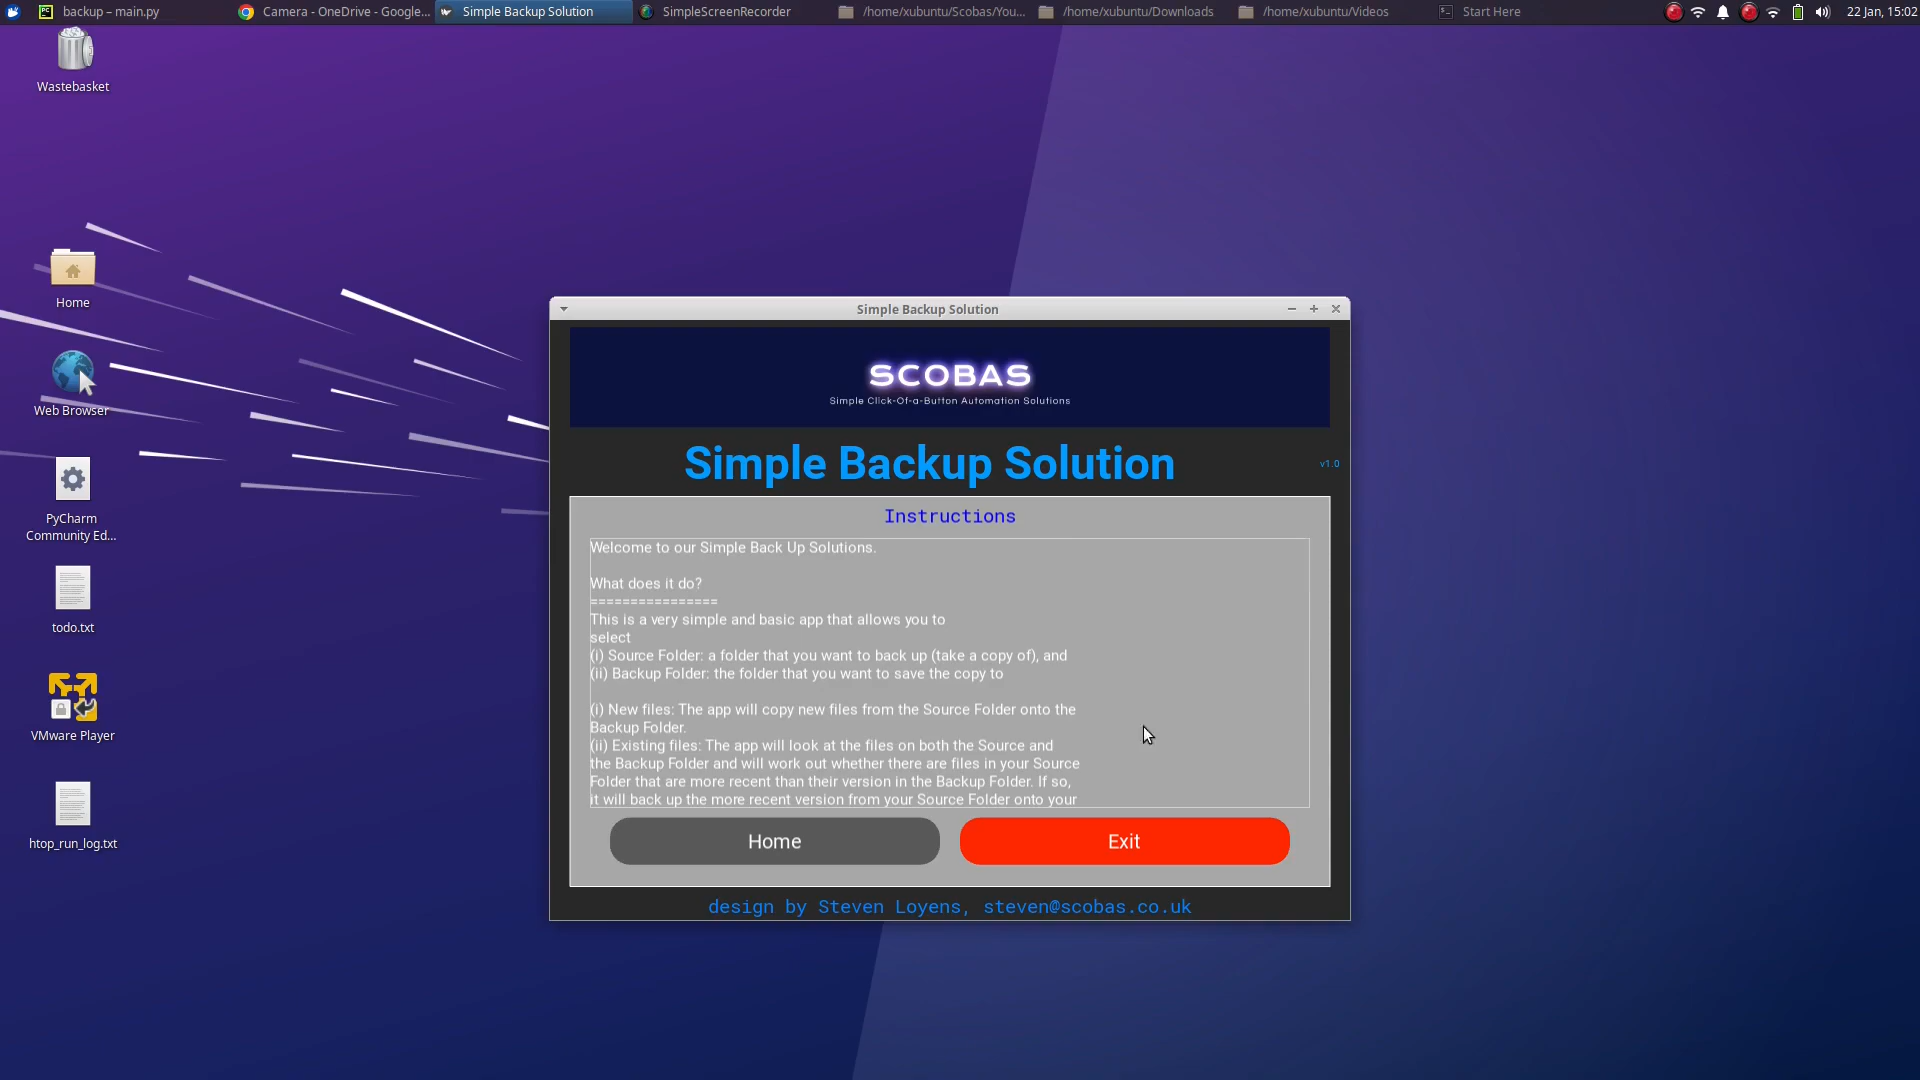 backup – main.py
Camera - OneDrive - Google...
Simple Backup Solution
SimpleScreenRecorder
/home/xubuntu/Scobas/You...
/home/xubuntu/Downloads
/home/xubuntu/Videos
Start Here
22 Jan, 15:02
Wastebasket
Home
Web Browser
PyCharm
Community Ed...
todo.txt
VMware Player
htop_run_log.txt
Simple Backup Solution
SCOBAS
Simple Click-Of-a-Button Automation Solutions
Simple Backup Solution
v1.0
Instructions
Welcome to our Simple Back Up Solutions.
What does it do?
================
This is a very simple and basic app that allows you to
select
(i) Source Folder: a folder that you want to back up (take a copy of), and
(ii) Backup Folder: the folder that you want to save the copy to
(i) New files: The app will copy new files from the Source Folder onto the
Backup Folder.
(ii) Existing files: The app will look at the files on both the Source and
the Backup Folder and will work out whether there are files in your Source
Folder that are more recent than their version in the Backup Folder. If so,
it will back up the more recent version from your Source Folder onto your
Home
Exit
design by Steven Loyens, steven@scobas.co.uk